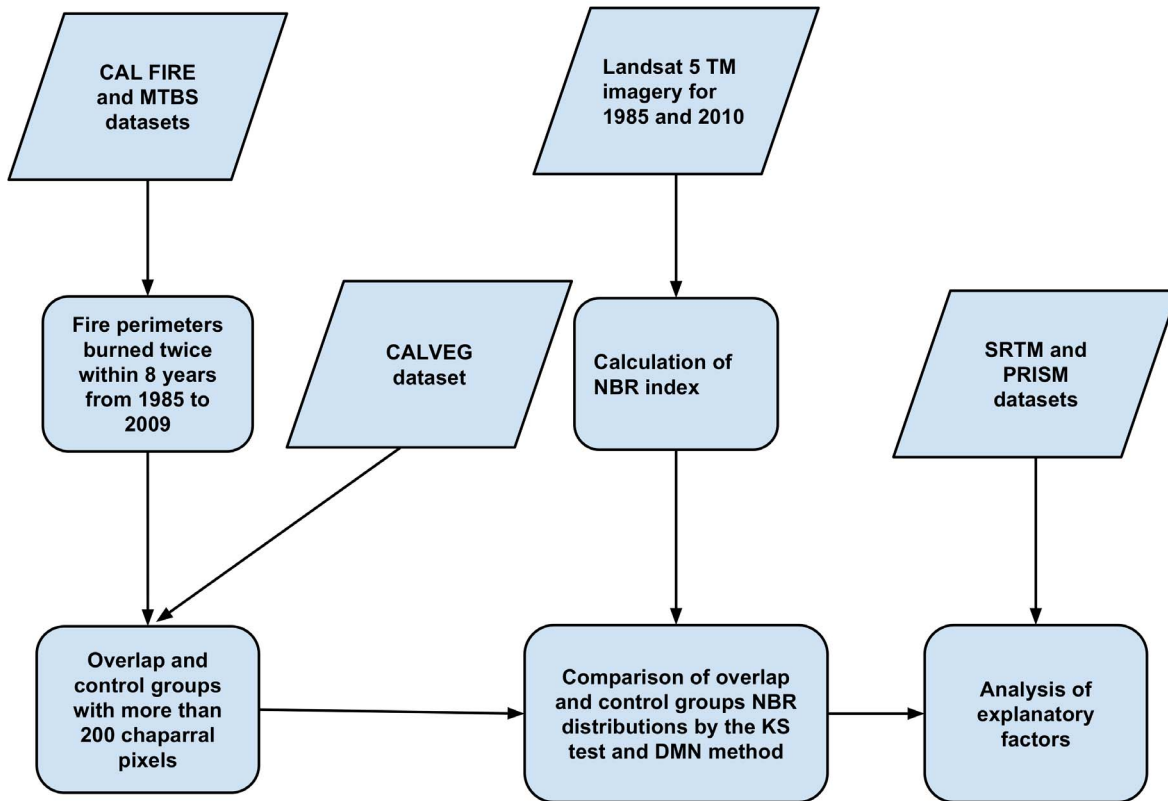 CAL FIRE
and MTBS
datasets
Landsat 5 TM
imagery for
1985 and 2010
Fire perimeters
burned twice
within 8 years
from 1985 to
2009
CALVEG
dataset
Calculation of
NBR index
SRTM and
PRISM
datasets
Overlap and
control groups
with more than
200 chaparral
pixels
Comparison of overlap
and control groups NBR
distributions by the KS
test and DMN method
Analysis of
explanatory
factors